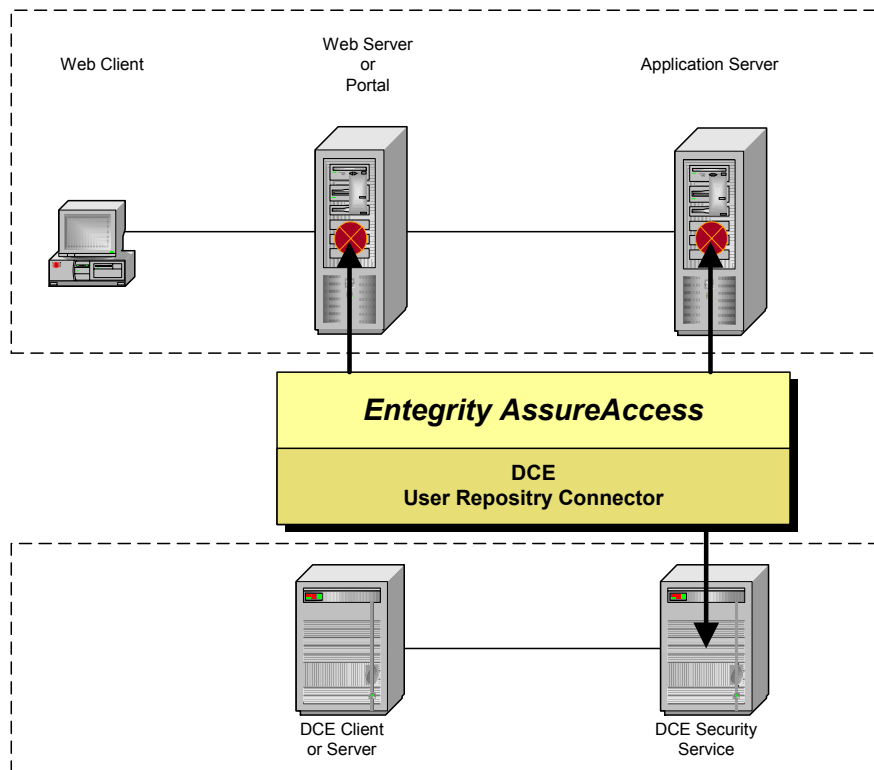 Web Client
Web Server
or
Portal
Application Server
Entegrity AssureAccess
DCE
User Repositry Connector
DCE Client
or Server
DCE Security
Service